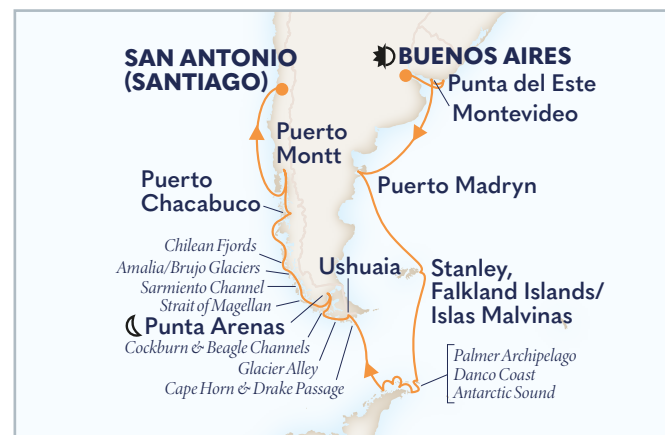 SAN ANTONIO
(SANTIAGO)
BUENOS AIRES
Punta del Este
Montevideo
Puerto
Montt
Puerto
Chacabuco
Puerto Madryn
Chilean Fjords
Amalia/Brujo Glaciers
Sarmiento Channel
Strait of Magellan
Ushuaia
Stanley,
Falkland Islands/
Islas Malvinas
Punta Arenas
Cockburn & Beagle Channels
Glacier Alley
Cape Horn & Drake Passage
Palmer Archipelago
Danco Coast
Antarctic Sound